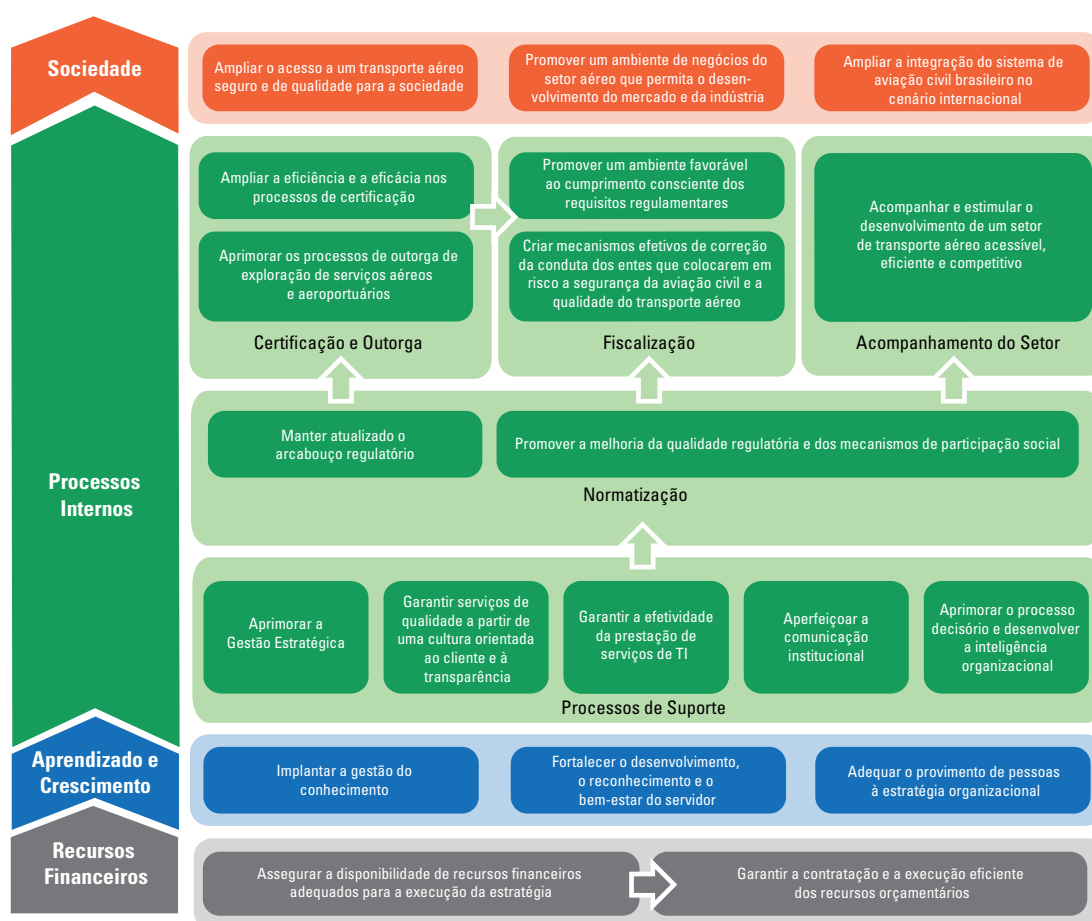 Sociedade
Ampliar o acesso a um transporte aéreo
seguro e de qualidade para a sociedade
Promover um ambiente de negócios do
setor aéreo que permita o desen-
volvimento do mercado e da indústria
Ampliar a integração do sistema de
aviação civil brasileiro no
cenário internacional
Processos
Internos
Ampliar a eficiência e a eficácia nos
processos de certificação
Aprimorar os processos de outorga de
exploração de serviços aéreos
e aeroportuários
Certificação e Outorga
Promover um ambiente favorável
ao cumprimento consciente dos
requisitos regulamentares
Criar mecanismos efetivos de correção
da conduta dos entes que colocarem em
risco a segurança da aviação civil e a
qualidade do transporte aéreo
Fiscalização
Acompanhar e estimular o
desenvolvimento de um setor
de transporte aéreo acessível,
eficiente e competitivo
Acompanhamento do Setor
Manter atualizado o
arcabouço regulatório
Promover a melhoria da qualidade regulatória e dos mecanismos de participação social
Normatização
Aprimorar a
Gestão Estratégica
Garantir serviços de
qualidade a partir de
uma cultura orientada
ao cliente e à
transparência
Garantir a efetividade
da prestação de
serviços de TI
Aperfeiçoar a
comunicação
institucional
Aprimorar o processo
decisório e desenvolver
a inteligência
organizacional
Processos de Suporte
Aprendizado e
Crescimento
Implantar a gestão do
conhecimento
Fortalecer o desenvolvimento,
o reconhecimento e o
bem-estar do servidor
Adequar o provimento de pessoas
à estratégia organizacional
Recursos
Financeiros
Assegurar a disponibilidade de recursos financeiros
adequados para a execução da estratégia
Garantir a contratação e a execução eficiente
dos recursos orçamentários